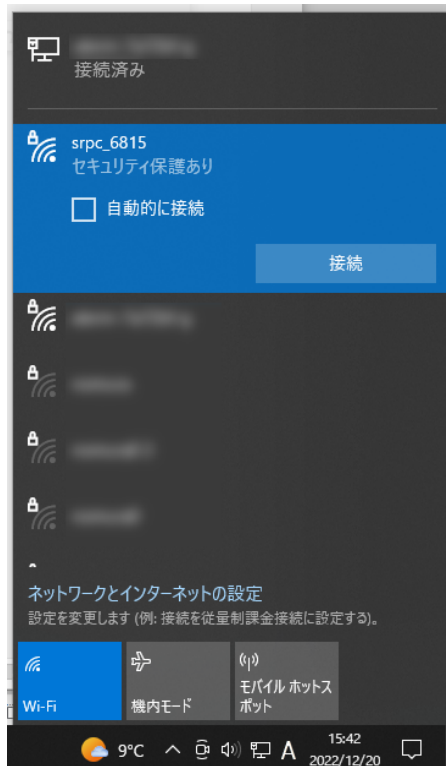 接続済み
srpc_6815
セキュリティ保護あり
自動的に接続
接続
ネットワークとインターネットの設定
設定を変更します (例: 接続を従量制課金接続に設定する)。
Wi-Fi
機内モード
モバイル ホットス
ポット
9°C
A
15:42
2022/12/20